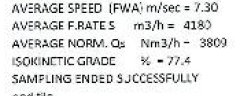 AVERAGE SPEED (FWA) m/sec = 7.30
AVERAGE F.RATE S m3/h = 4180
AVERAGE NORM. Qs Nm3/h - 3809
ISOKINETIC GRADE % - 77.4
SAMPLING ENDED SUCCESSFULLY